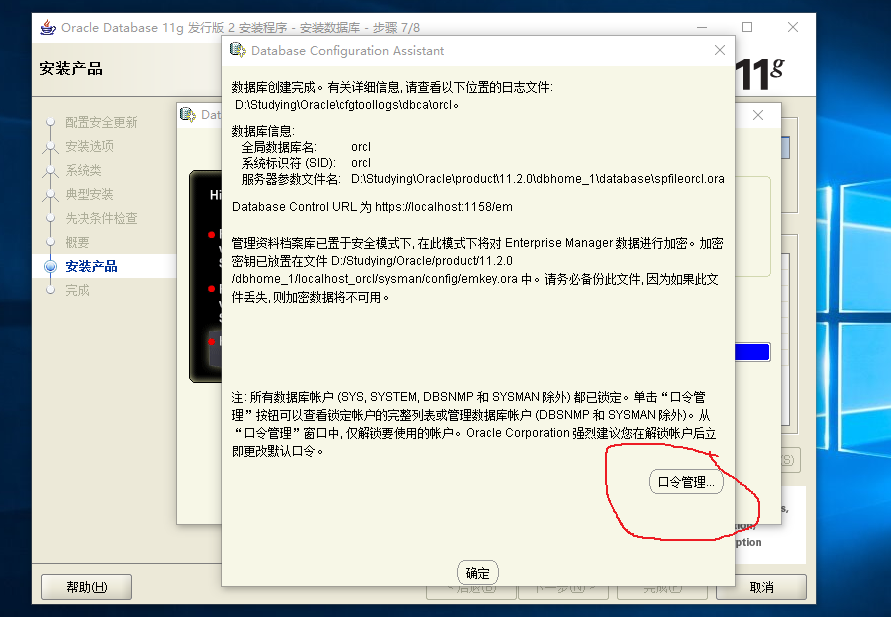 Oracle Database 11g 发行版 2 安装程序 - 安装数据库 - 步骤 7/8
安装产品
11g
配置安全更新
安装选项
系统类
典型安装
先决条件检查
概要
安装产品
完成
Dat
Hi
Database Configuration Assistant
数据库创建完成。有关详细信息, 请查看以下位置的日志文件:
D:\Studying\Oracle\cfgtoollogs\dbca\orcl。
数据库信息:
全局数据库名: orcl
系统标识符 (SID): orcl
服务器参数文件名: D:\Studying\Oracle\product\11.2.0\dbhome_1\database\spfileorcl.ora
Database Control URL 为 https://localhost:1158/em
管理资料档案库已置于安全模式下, 在此模式下将对 Enterprise Manager 数据进行加密。加密
密钥已放置在文件 D:/Studying/Oracle/product/11.2.0
/dbhome_1/localhost_orcl/sysman/config/emkey.ora 中。请务必备份此文件, 因为如果此文
件丢失, 则加密数据将不可用。
注: 所有数据库帐户 (SYS, SYSTEM, DBSNMP 和 SYSMAN 除外) 都已锁定。单击“口令管
理”按钮可以查看锁定帐户的完整列表或管理数据库帐户 (DBSNMP 和 SYSMAN 除外)。从
“口令管理”窗口中, 仅解锁要使用的帐户。Oracle Corporation 强烈建议您在解锁帐户后立
即更改默认口令。
(S)
口令管理...
s,
ption
确定
帮助(H)
< 后退(B)
下一步(N) >
完成(F)
取消